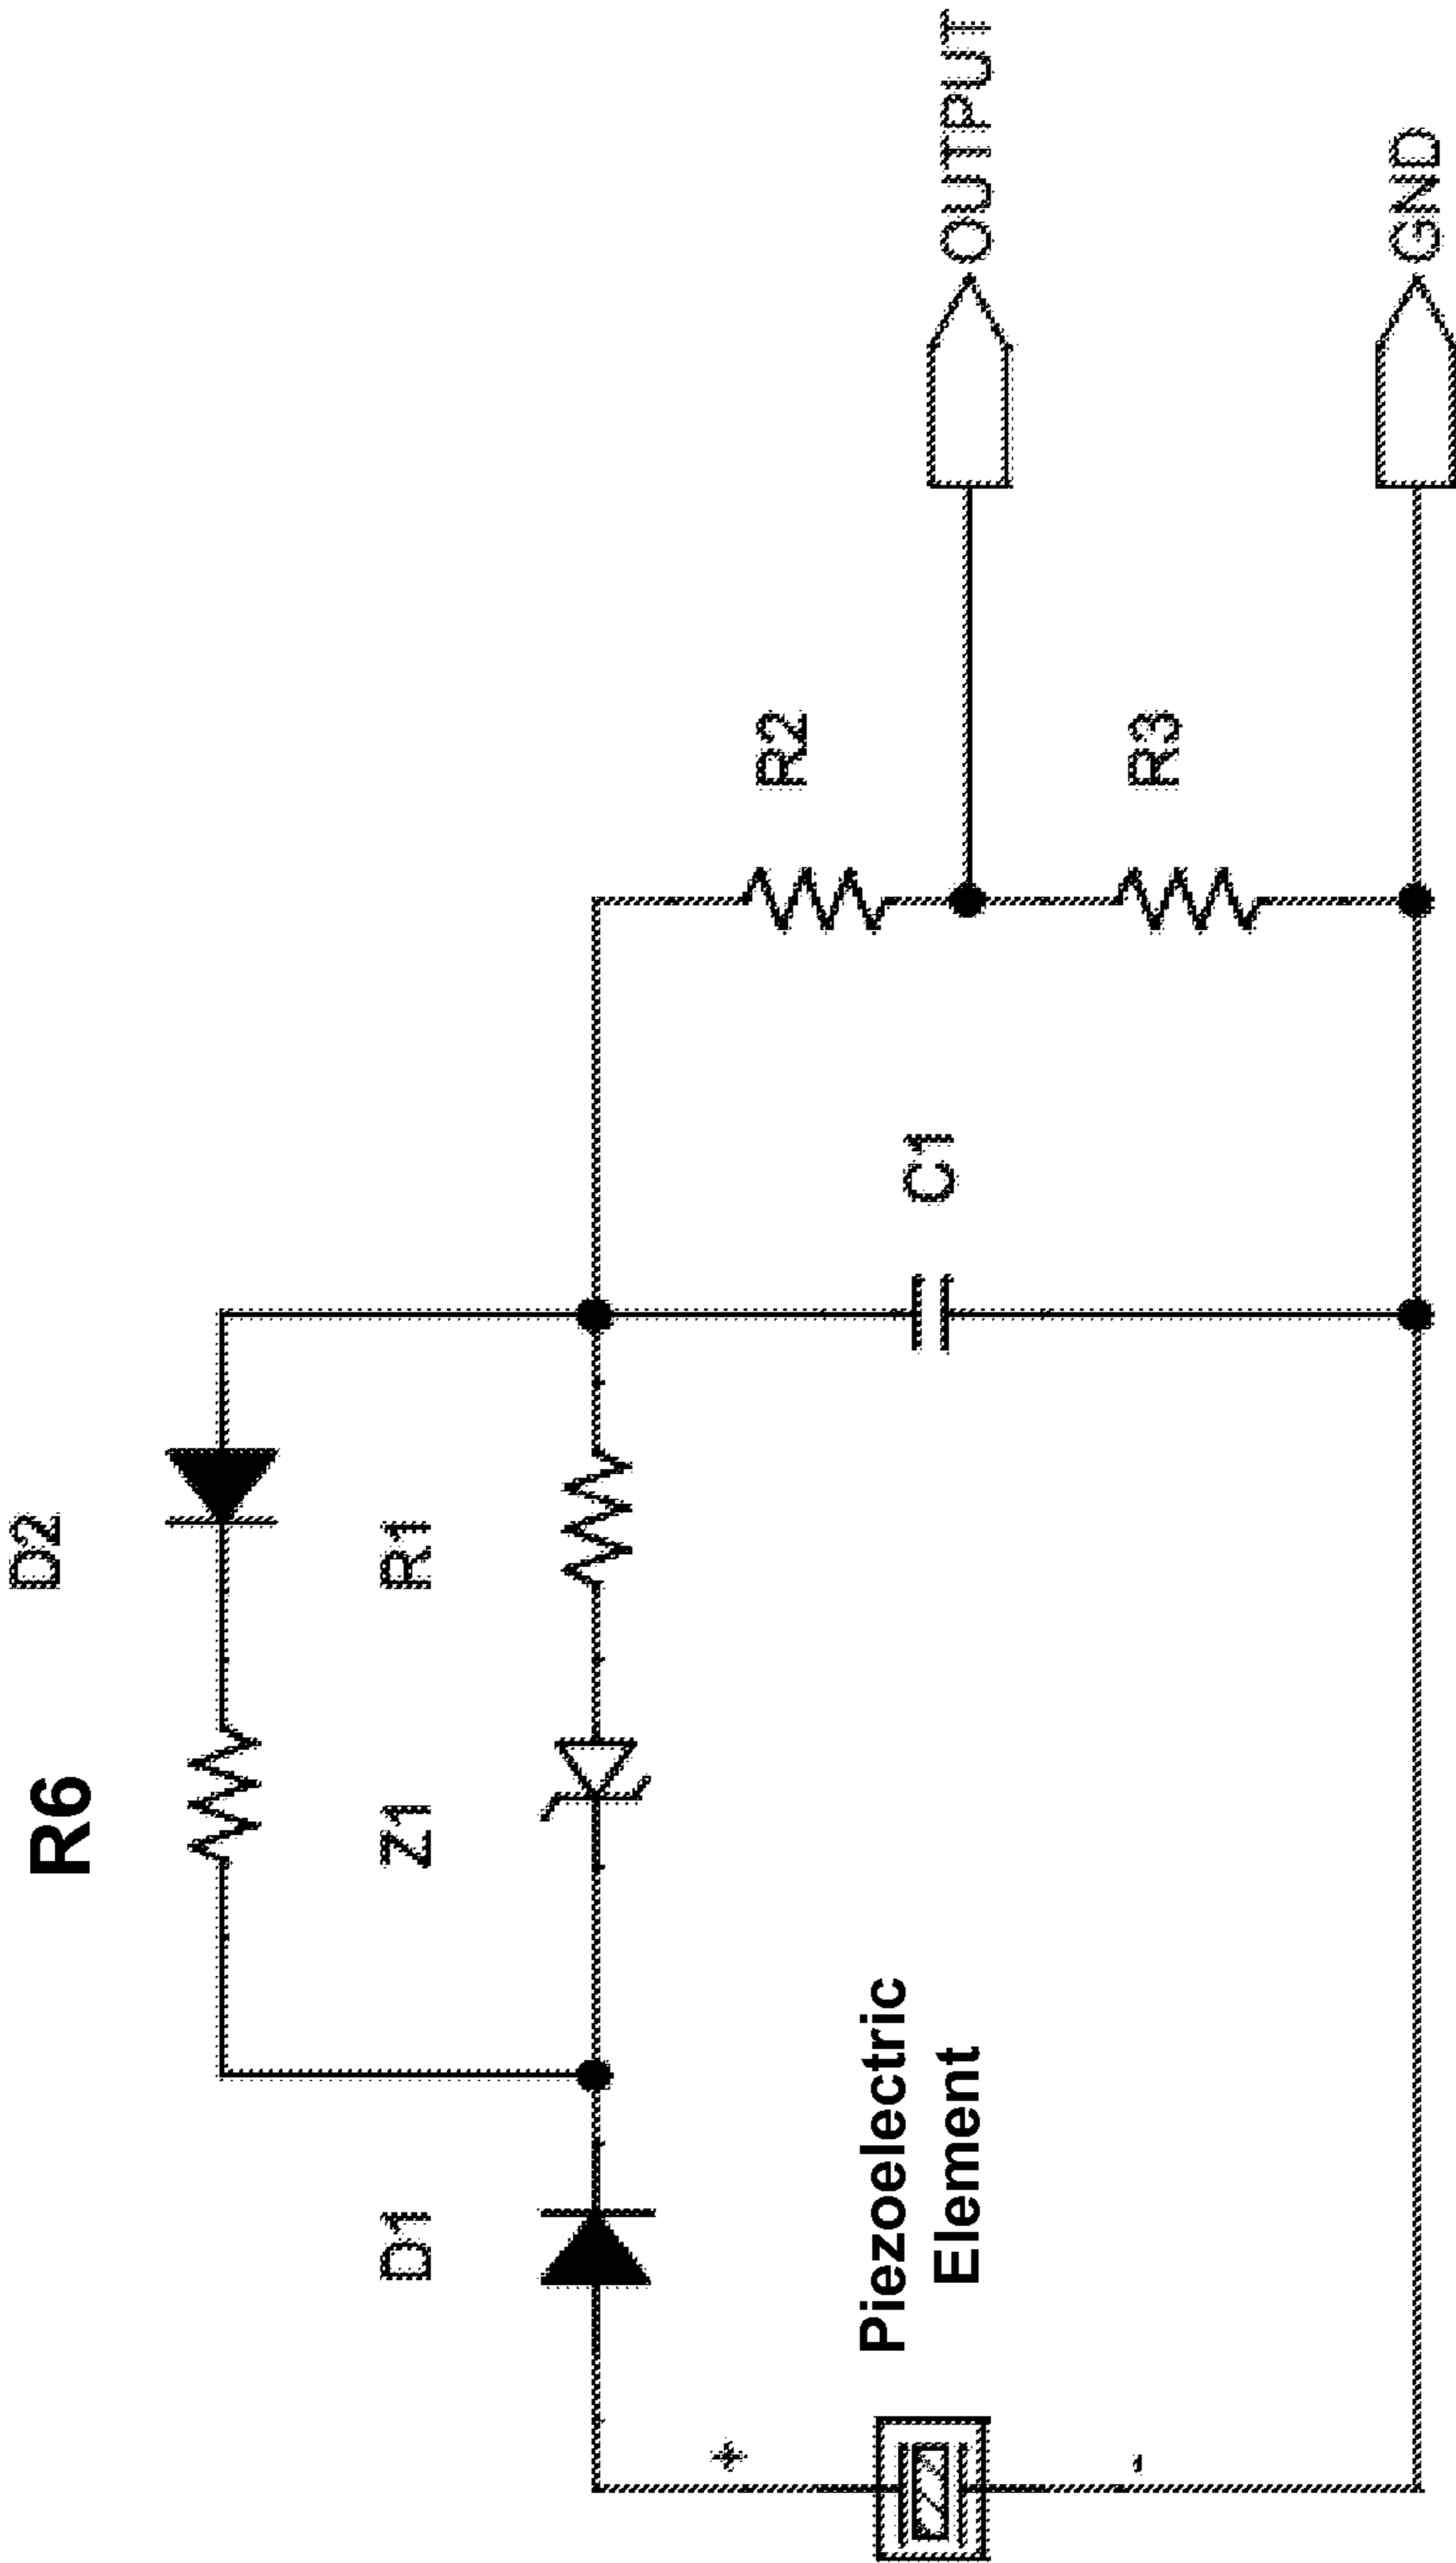 R6
D2
D1
Z1
R1
R2
OUTPUT
Piezoelectric
Element
+
C1
R3
-
GND